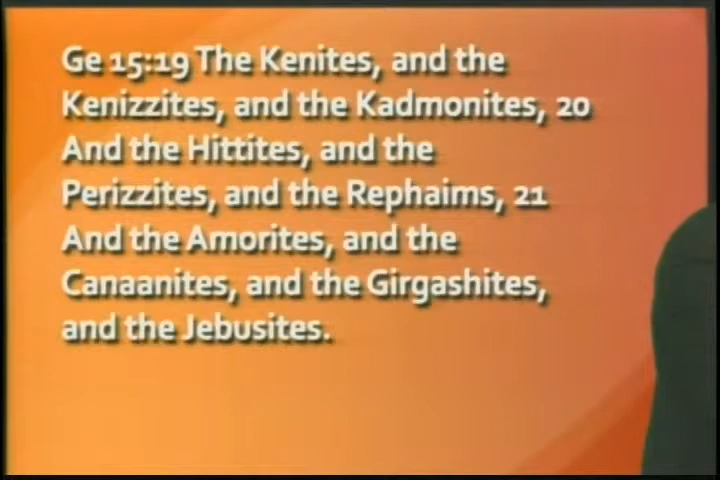 Ge 15:19 The Kenites, and the
Kenizzites, and the Kadmonites, 20
And the Hittites, and the
Perizzites, and the Rephaims, 21
And the Amorites, and the
Canaanites, and the Girgashites,
and the Jebusites.